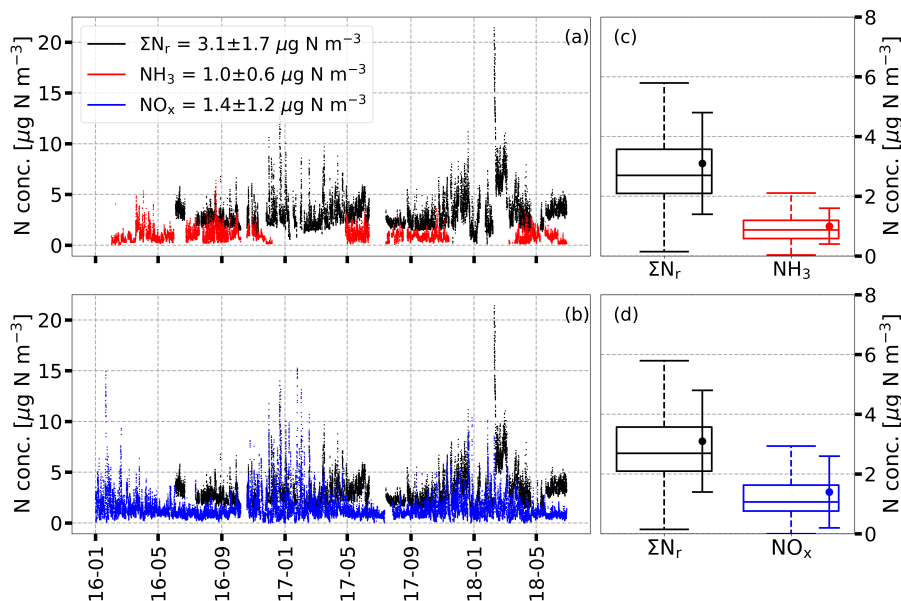 (a)
ΣNr = 3.1±1.7 μg N m⁻³
NH₃ = 1.0±0.6 μg N m⁻³
NOₓ = 1.4±1.2 μg N m⁻³
N conc. [μg N m⁻³]
20
15
10
5
0
(c)
8
6
4
2
0
N conc. [μg N m⁻³]
ΣNr
NH₃
(b)
N conc. [μg N m⁻³]
20
15
10
5
0
16-01
16-05
16-09
17-01
17-05
17-09
18-01
18-05
(d)
8
6
4
2
0
N conc. [μg N m⁻³]
ΣNr
NOₓ